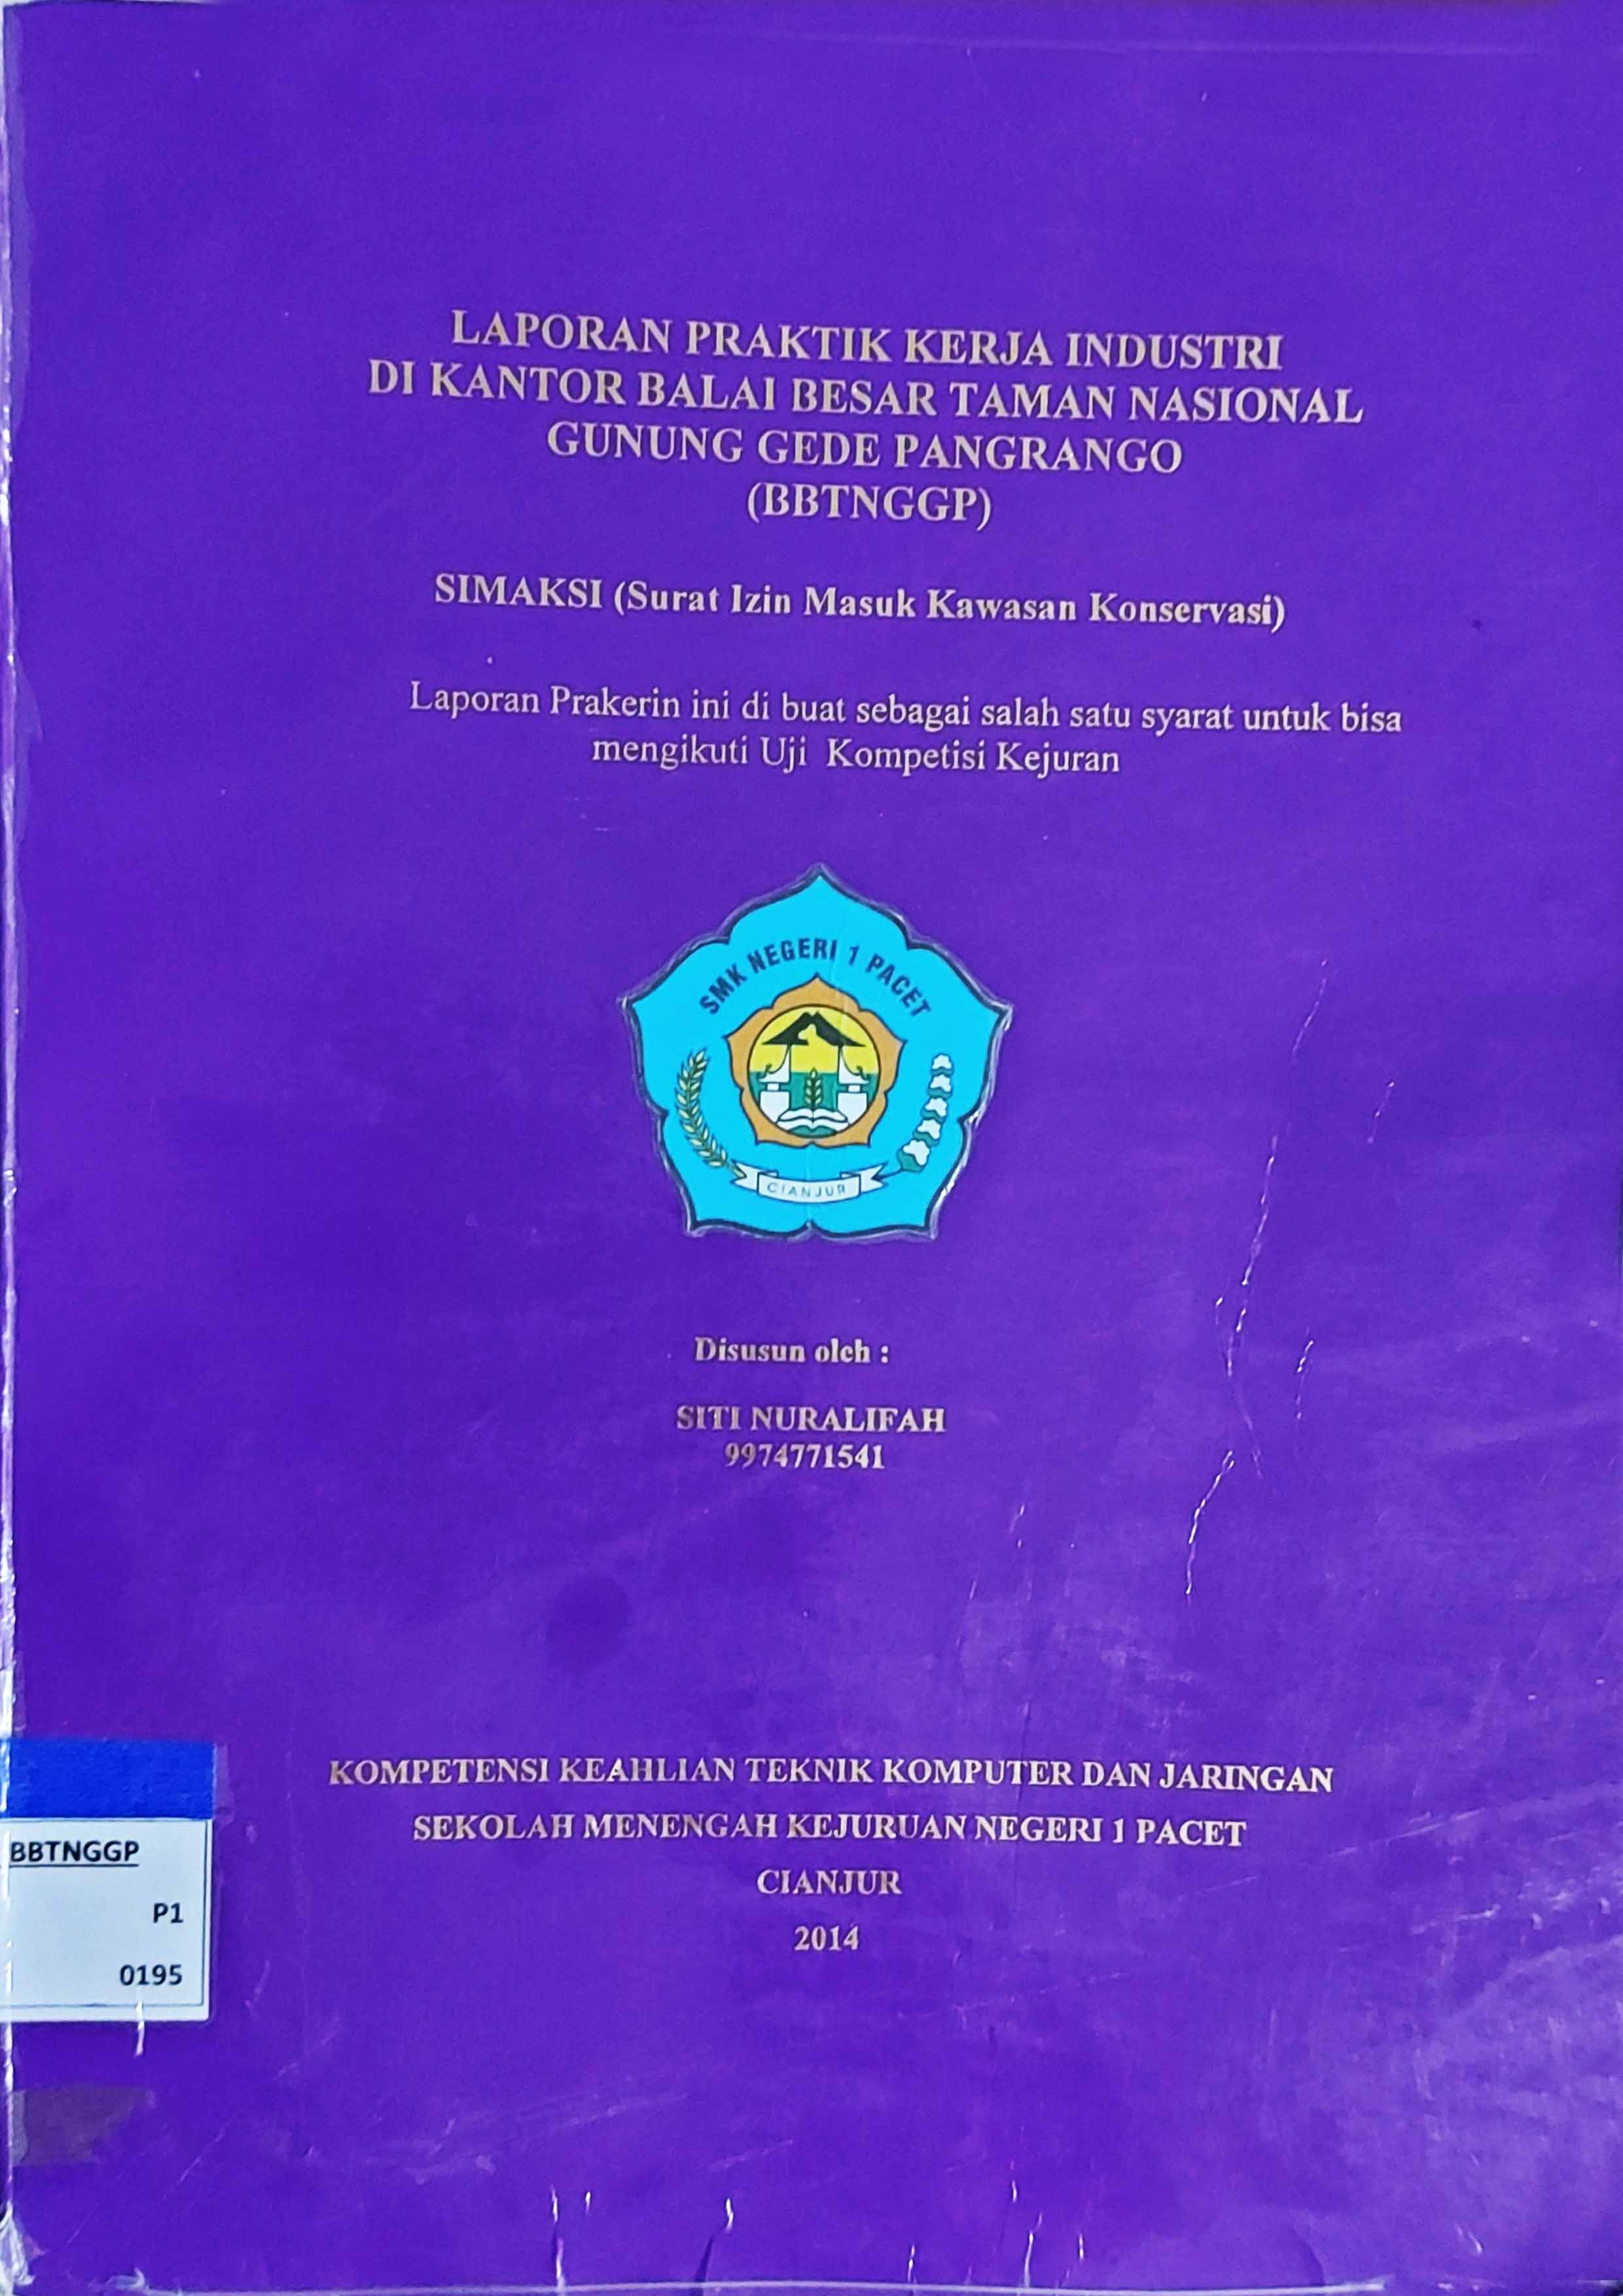 LAPORAN PRAKTIK KERJA INDUSTRI
DI KANTOR BALAI BESAR TAMAN NASIONAL
GUNUNG GEDE PANGRANGO
(BBTNGGP)
SIMAKSI (Surat Izin Masuk Kawasan Konservasi)
Laporan Prakerin ini di buat sebagai salah satu syarat untuk bisa
mengikuti Uji Kompetisi Kejuran
SMK NEGERI 1 PACET
CIANJUR
Disusun oleh :
SITI NURALIFAH
9974771541
KOMPETENSI KEAHLIAN TEKNIK KOMPUTER DAN JARINGAN
SEKOLAH MENENGAH KEJURUAN NEGERI 1 PACET
CIANJUR
2014
BBTNGGP
P1
0195